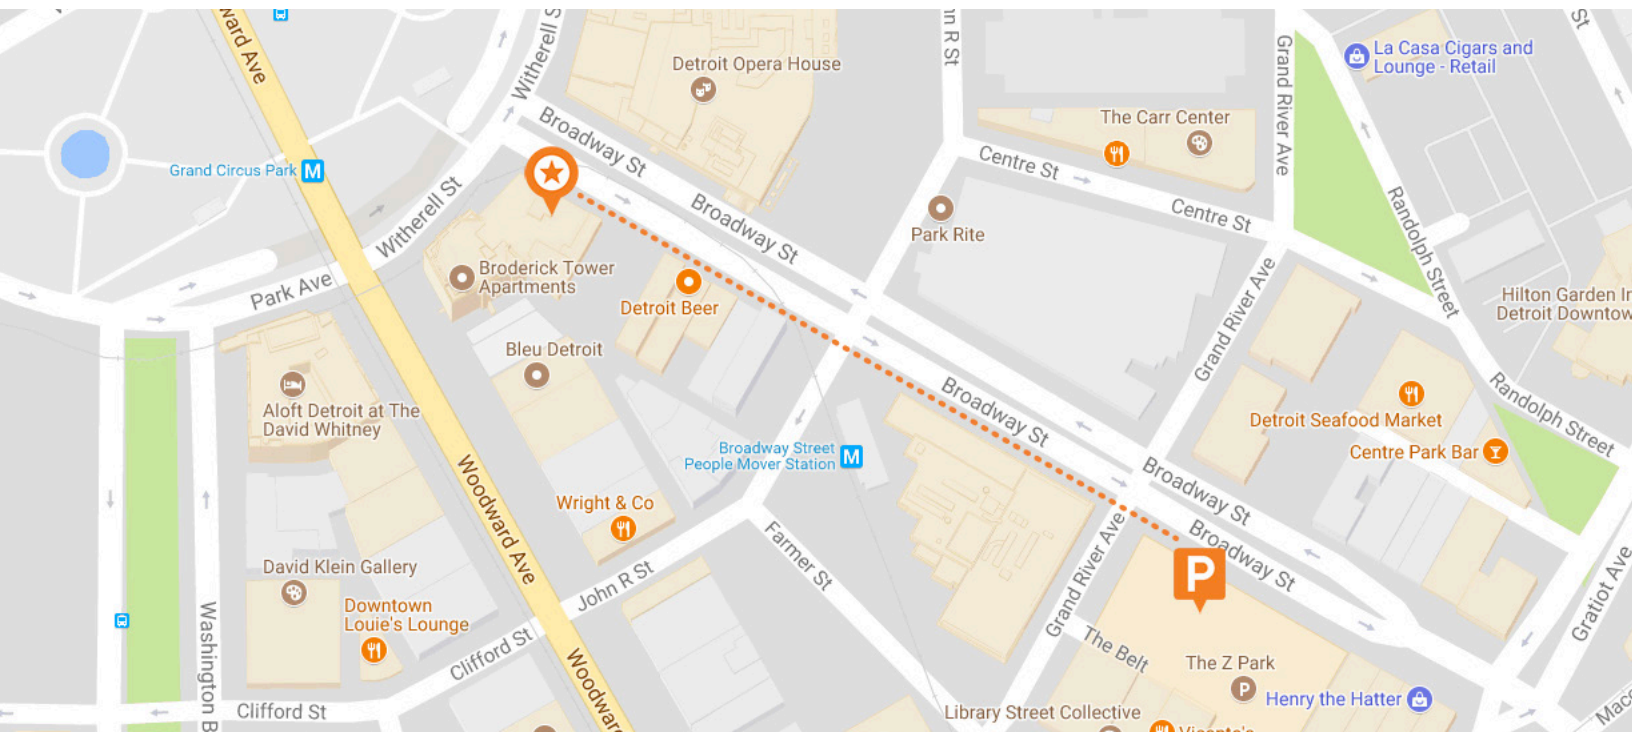 ward Ave
Witherell S
Detroit Opera House
n R St
Grand River Ave
La Casa Cigars and
Lounge - Retail
St
Broadway St
The Carr Center
Grand Circus Park M
Centre St
Witherell St
Broadway St
Park Rite
Centre St
Randolph Street
Broderick Tower
Apartments
Park Ave
Detroit Beer
Grand River Ave
Hilton Garden In
Detroit Downtow
Bleu Detroit
Aloft Detroit at The
David Whitney
Broadway St
Detroit Seafood Market
Randolph Street
Broadway Street
People Mover Station M
Centre Park Bar
Woodward Ave
Wright & Co
Broadway St
Farmer St
Broadway St
Grand River Ave
P
David Klein Gallery
John R St
Gratiot Ave
Downtown
Louie's Lounge
Washington B
Clifford St
The Belt
The Z Park
P
Woodwar
Henry the Hatter
Clifford St
Library Street Collective
Maco
Vicente's